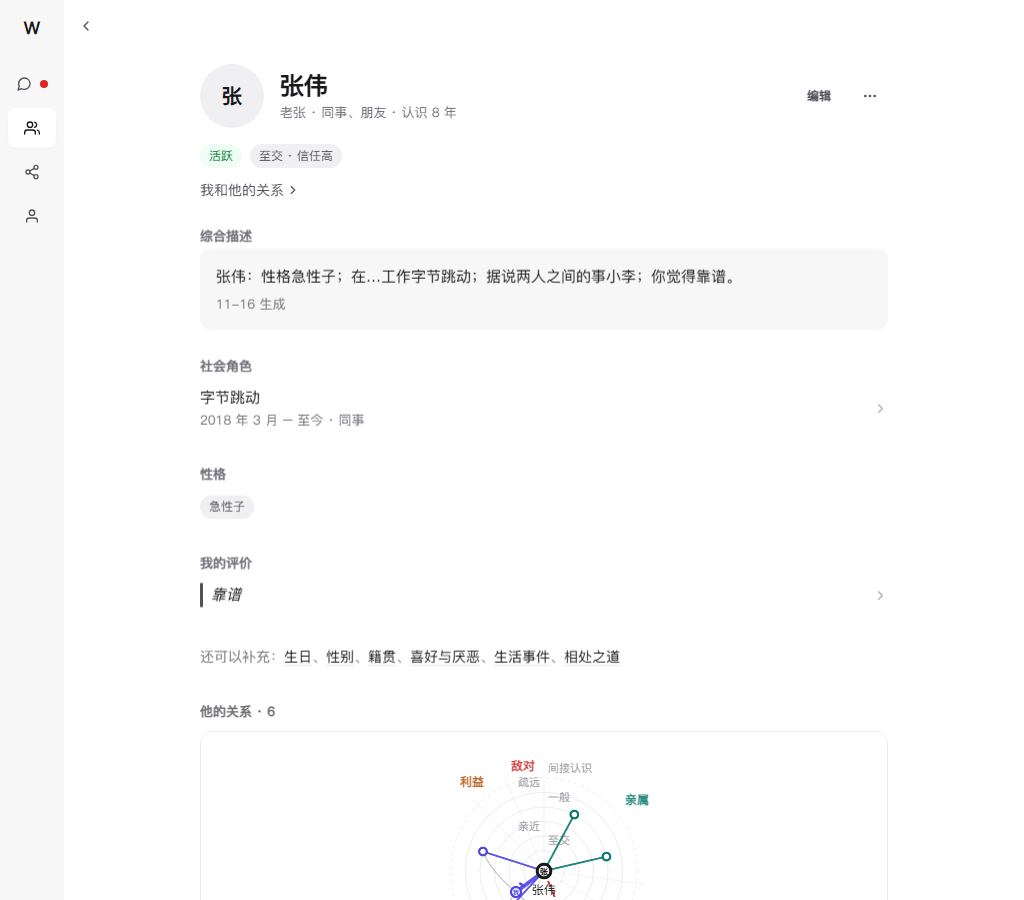 W
张
张伟
老张 · 同事、朋友 · 认识 8 年
编辑
活跃
至交 · 信任高
我和他的关系
综合描述
张伟：性格急性子；在…工作字节跳动；据说两人之间的事小李；你觉得靠谱。
11-16 生成
社会角色
字节跳动
2018 年 3 月 — 至今 · 同事
性格
急性子
我的评价
靠谱
还可以补充：生日、性别、籍贯、喜好与厌恶、生活事件、相处之道
他的关系 · 6
敌对
间接认识
利益
疏远
一般
亲属
亲近
至交
张
张伟